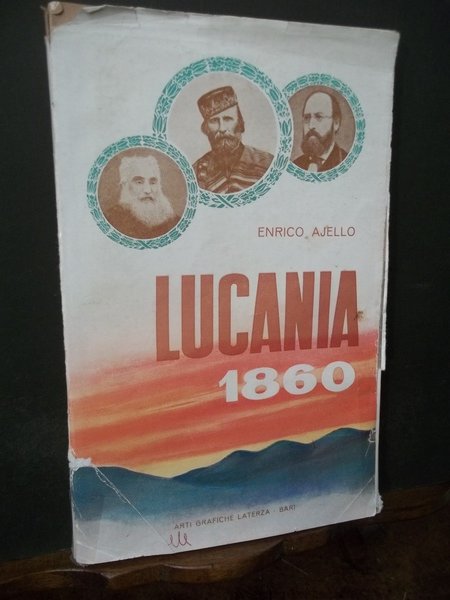 ENRICO AJELLO
LUCANIA
1860
ARTI GRAFICHE LATERZA - BARI